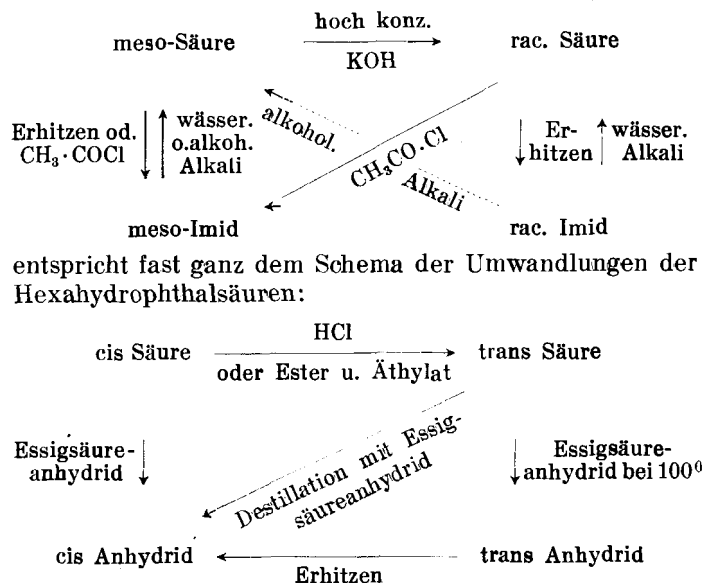 hoch konz.
meso-Säure rac. Säure
KOH
Erhitzen od.
CH₃·COCl
wässer.
o.alkoh.
Alkali
alkohol.
Alkali
CH₃CO.Cl
Er-
hitzen
wässer.
Alkali
meso-Imid rac. Imid
entspricht fast ganz dem Schema der Umwandlungen der
Hexahydrophthalsäuren:
HCl
cis Säure trans Säure
oder Ester u. Äthylat
Essigsäure-
anhydrid
Destillation mit Essig-
säureanhydrid
Essigsäure-
anhydrid bei 100⁰
cis Anhydrid trans Anhydrid
Erhitzen